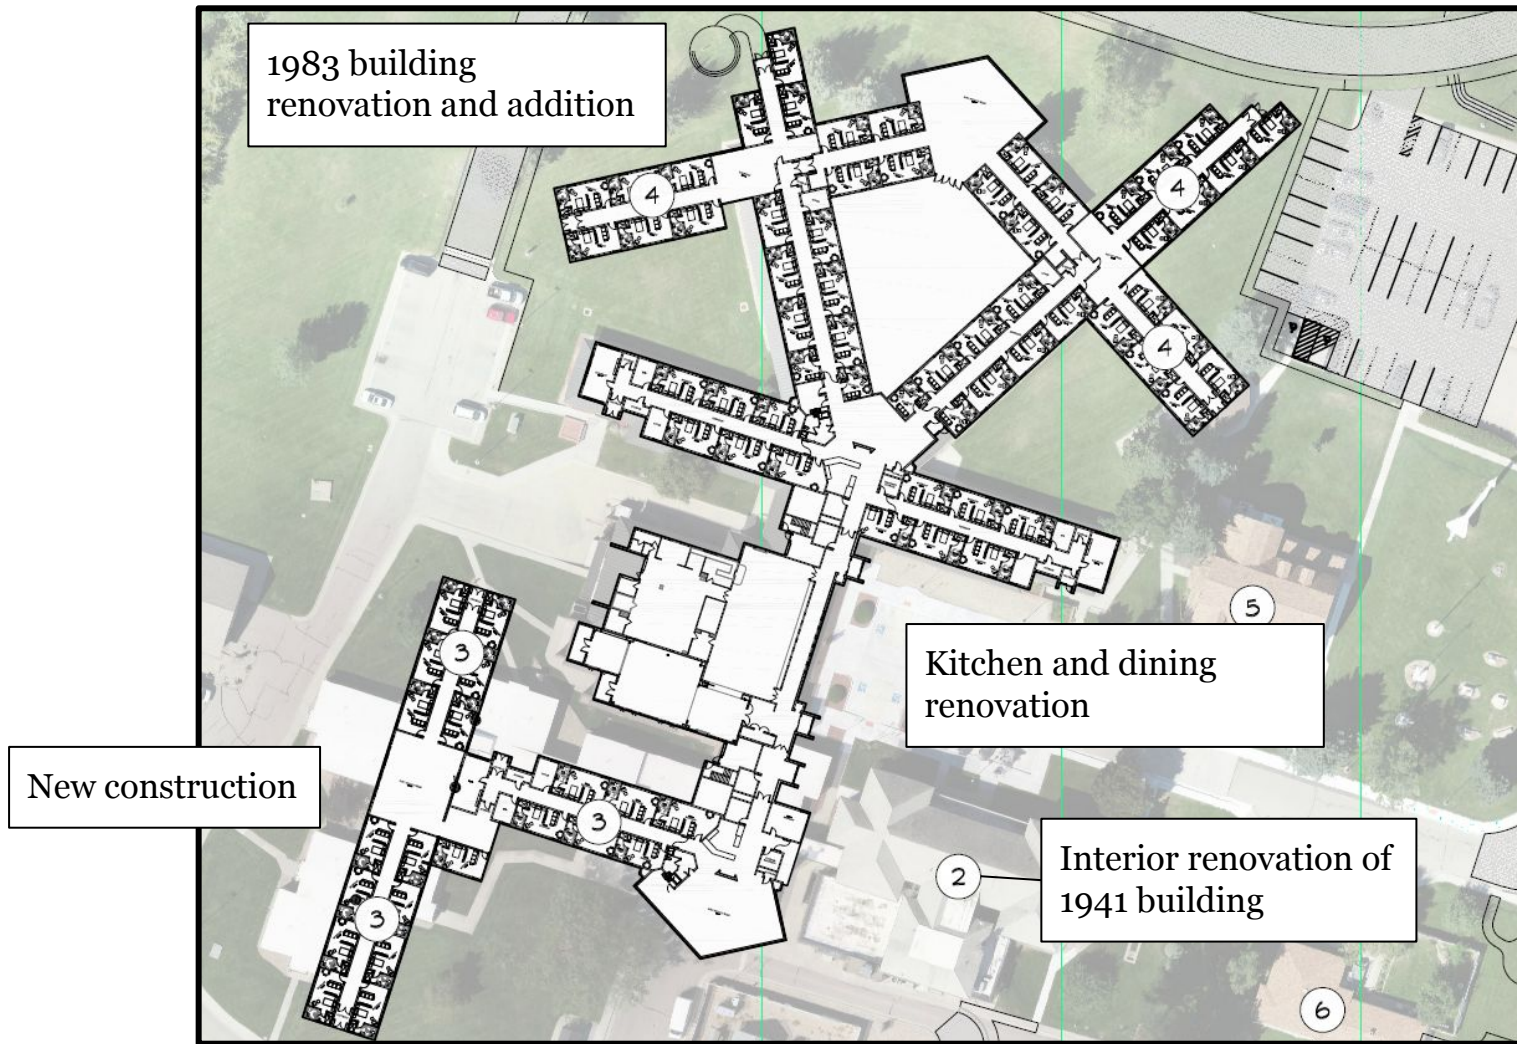 1983 building
renovation and addition
4
4
4
5
3
Kitchen and dining
renovation
New construction
3
2
Interior renovation of
1941 building
3
6